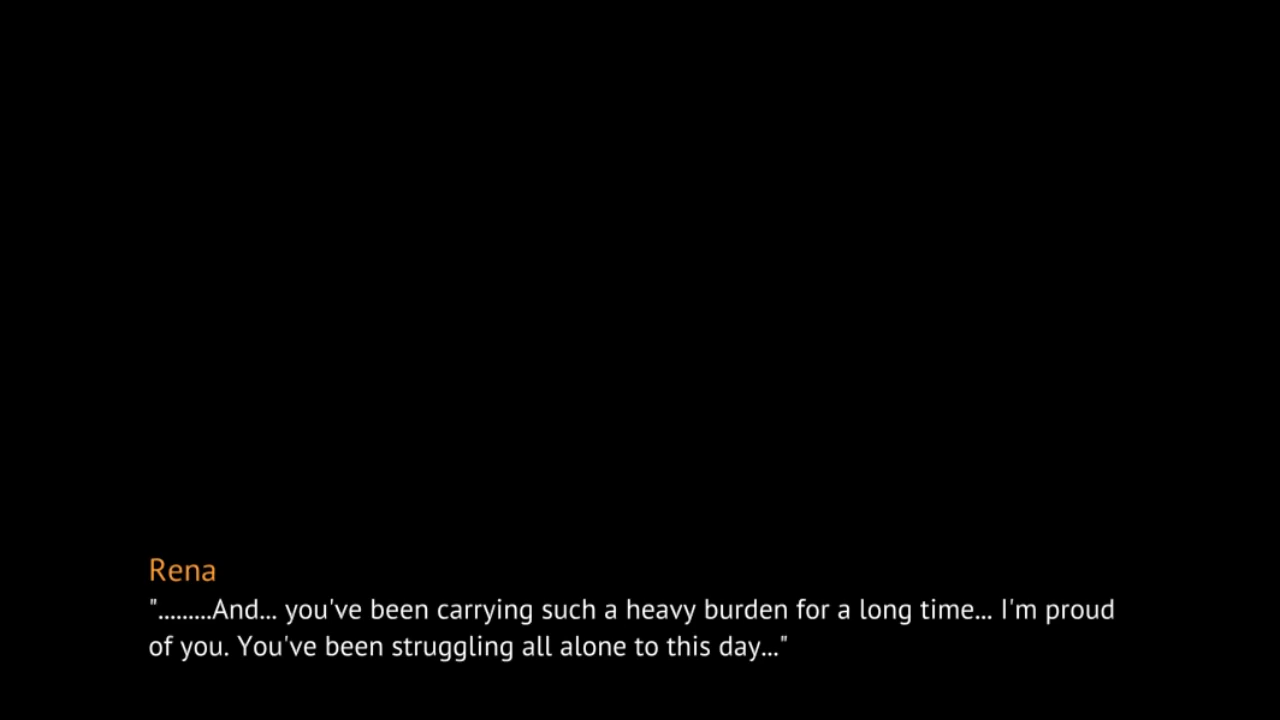 Rena
".........And... you've been carrying such a heavy burden for a long time... I'm proud
of you. You've been struggling all alone to this day..."